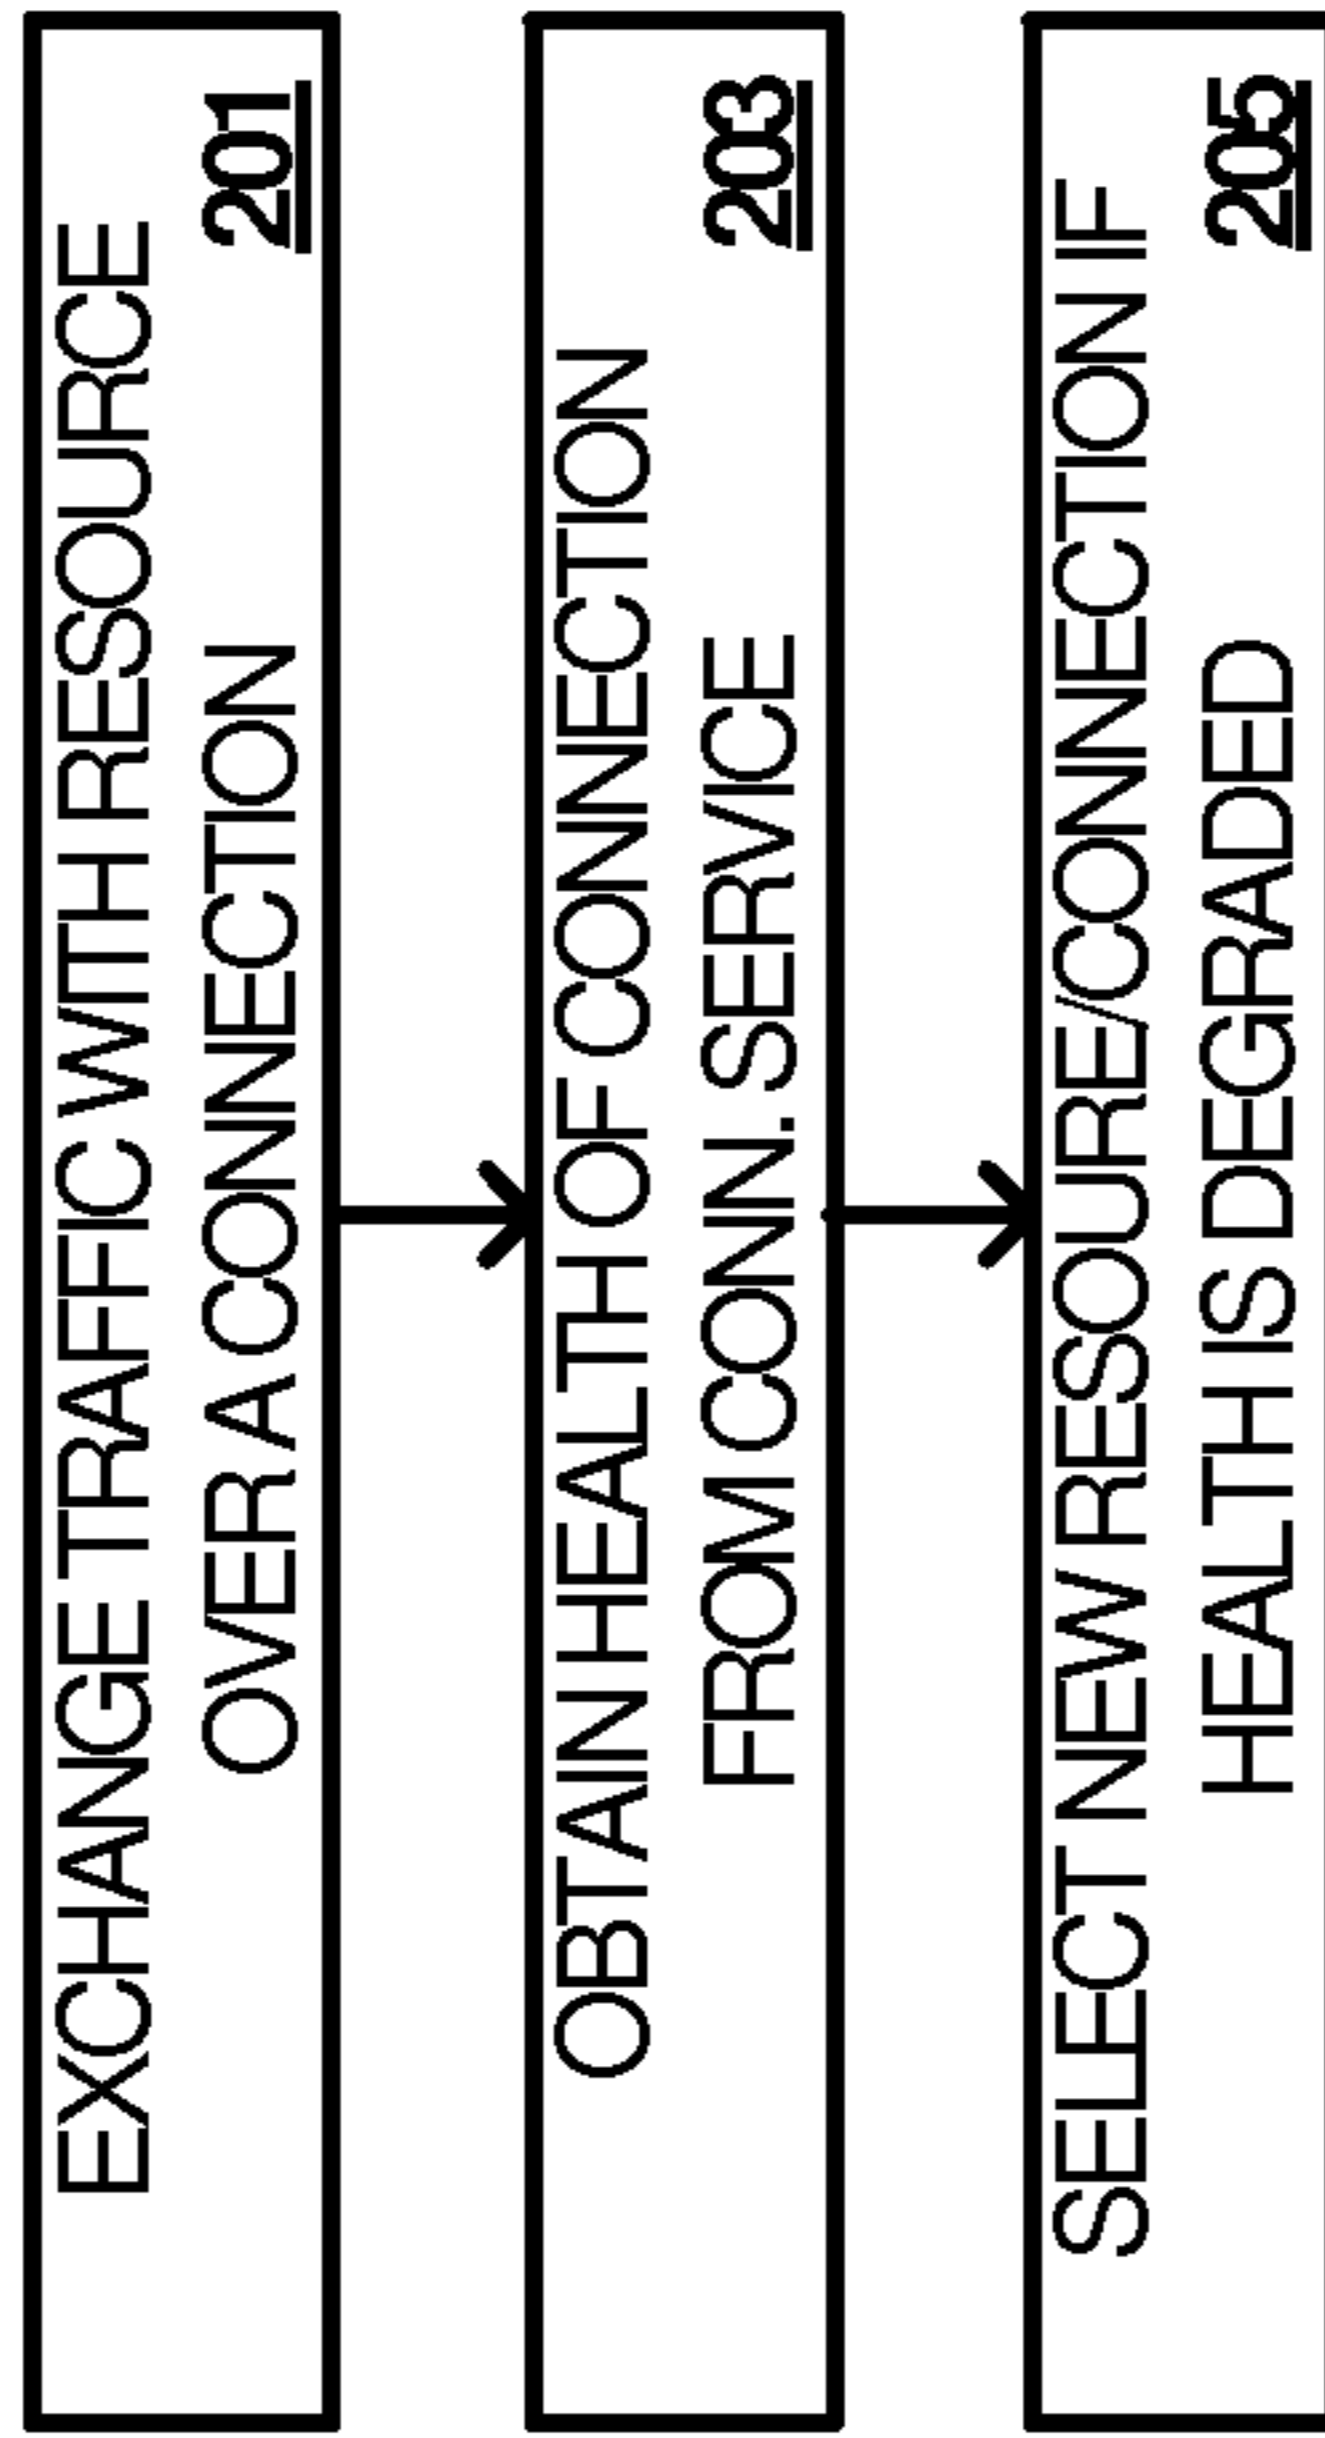 EXCHANGE TRAFFIC WITH RESOURCE
OVER A CONNECTION
201
OBTAIN HEALTH OF CONNECTION
FROM CONN. SERVICE
203
SELECT NEW RESOURE/CONNECTION IF
HEALTH IS DEGRADED
205